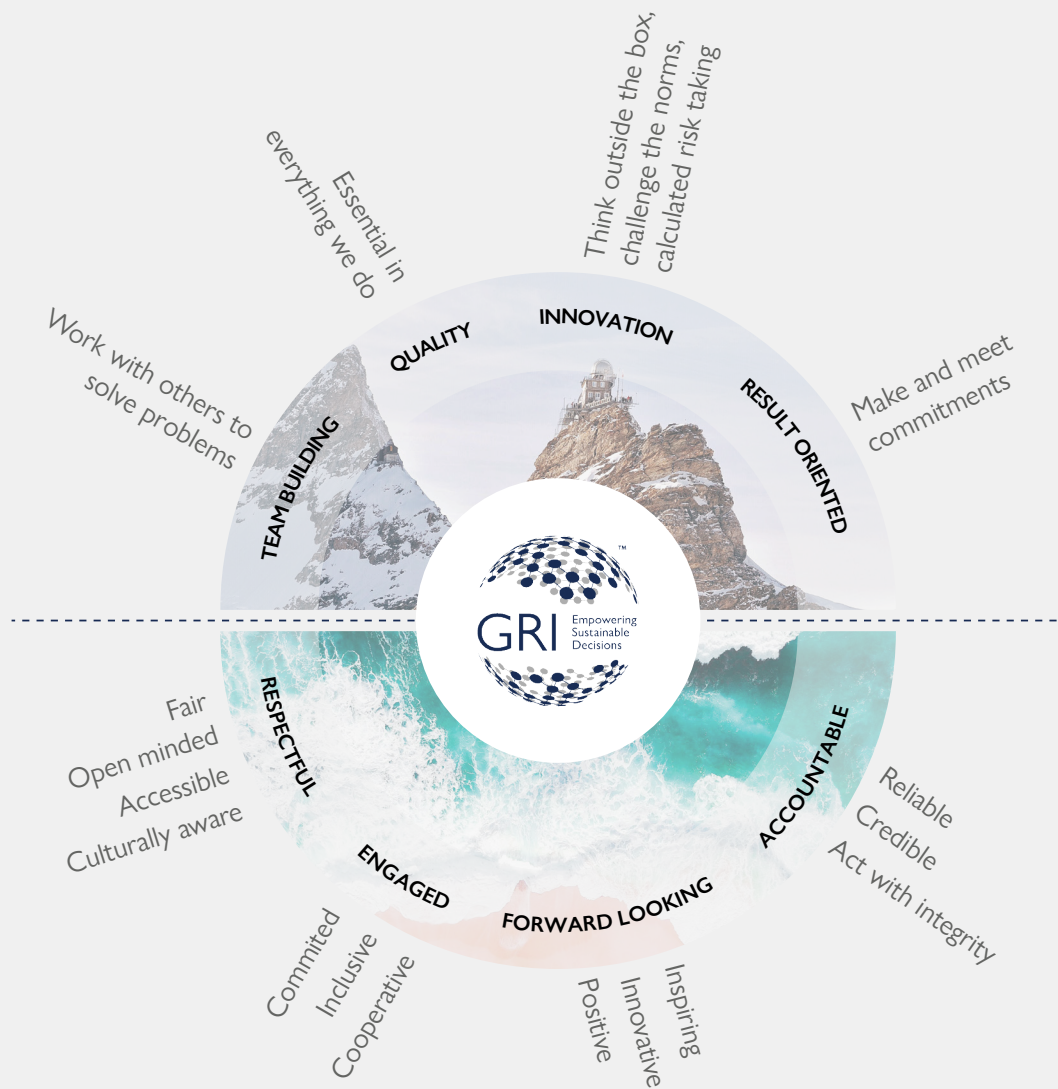 Think outside the box,
challenge the norms,
calculated risk taking
Essential in
everything we do
INNOVATION
QUALITY
Work with others to
solve problems
Make and meet
commitments
RESULT ORIENTED
TEAM BUILDING
™
GRI
Empowering
Sustainable
Decisions
RESPECTFUL
Fair
Open minded
Accessible
Culturally aware
ACCOUNTABLE
Reliable
Credible
Act with integrity
ENGAGED
Commited
Inclusive
Cooperative
FORWARD LOOKING
Positive
Innovative
Inspiring